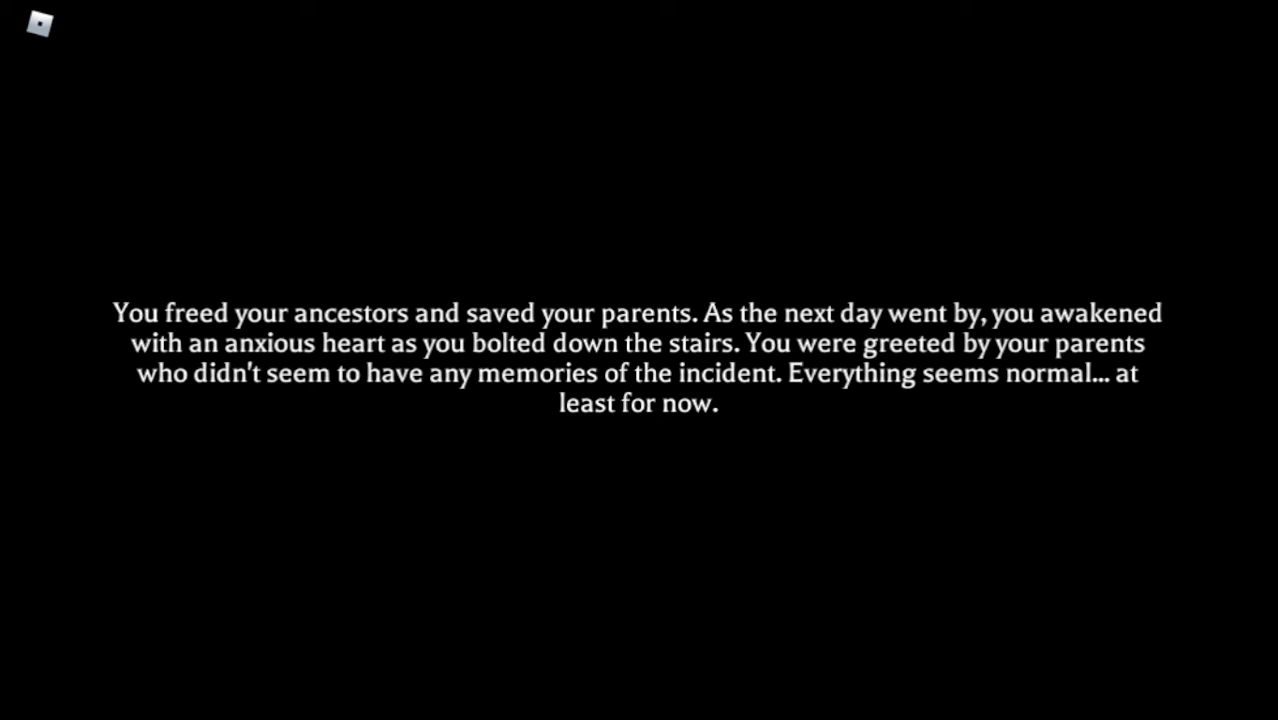 You freed your ancestors and saved your parents. As the next day went by, you awakened
with an anxious heart as you bolted down the stairs. You were greeted by your parents
who didn't seem to have any memories of the incident. Everything seems normal... at
least for now.